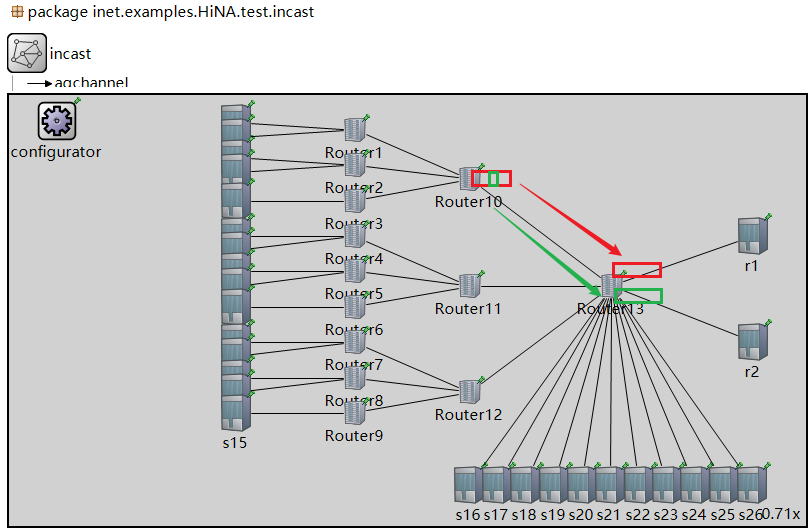 package inet.examples.HiNA.test.incast
incast
aqchannel
configurator
Router1
Router2
Router10
Router3
Router4
r1
Router5
Router11
Router13
Router6
Router7
r2
Router8
Router12
Router9
s15
s16 s17 s18 s19 s20 s21 s22 s23 s24 s25 s26 0.71x